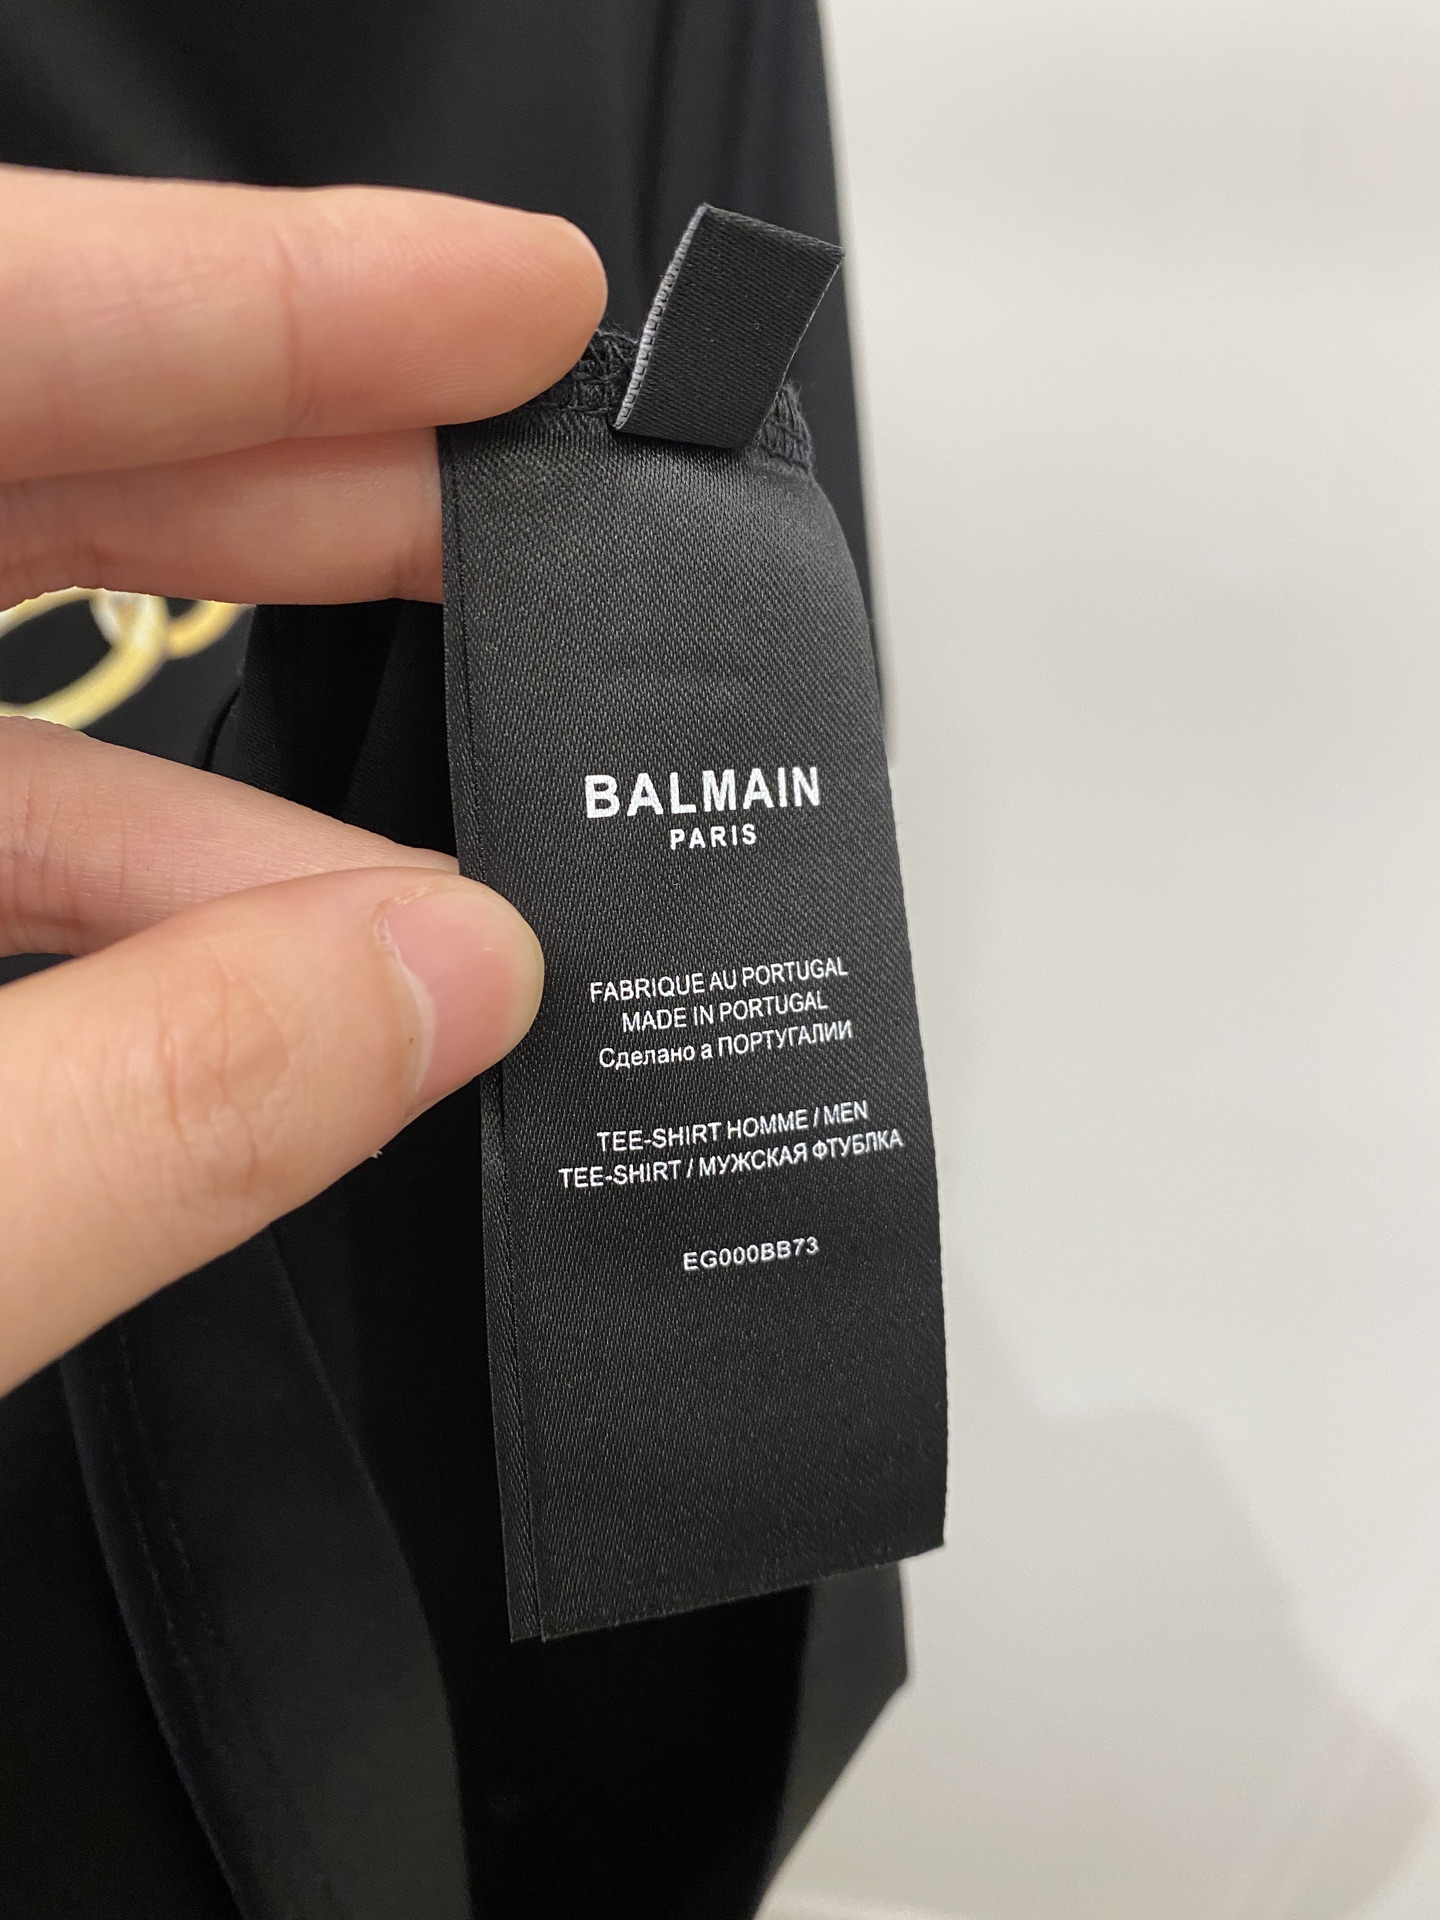 BALMAIN
PARIS
FABRIQUE AU PORTUGAL
MADE IN PORTUGAL
Сделано а ПОРТУГАЛИИ
TEE-SHIRT HOMME / MEN
TEE-SHIRT / МУЖСКАЯ ФТУБЛКА
EG000BB73